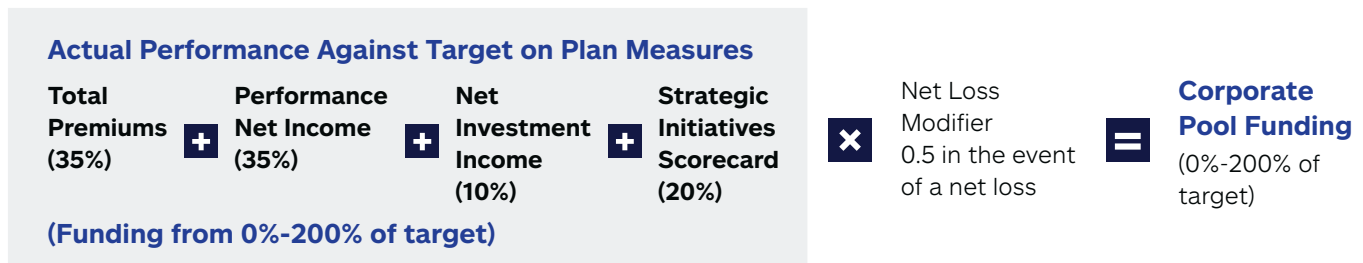 Actual Performance Against Target on Plan Measures
Total
Premiums
(35%)
+
Performance
Net Income
(35%)
+
Net
Investment
Income
(10%)
+
Strategic
Initiatives
Scorecard
(20%)
(Funding from 0%-200% of target)
×
Net Loss
Modifier
0.5 in the event
of a net loss
=
Corporate
Pool Funding
(0%-200% of
target)